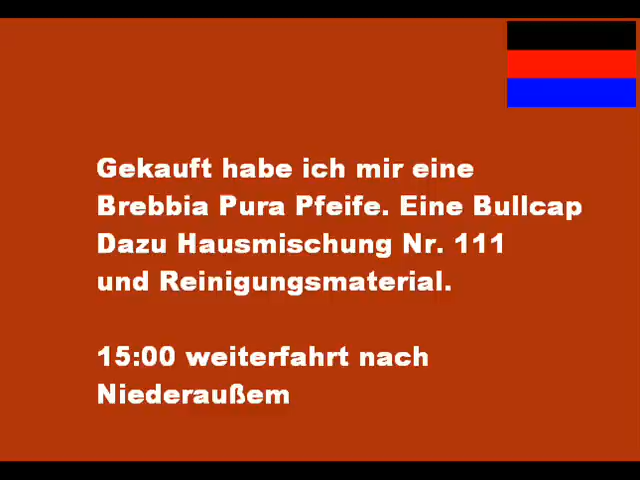 Gekauft habe ich mir eine
Brebbia Pura Pfeife. Eine Bullcap
Dazu Hausmischung Nr. 111
und Reinigungsmaterial.
15:00 weiterfahrt nach
Niederaußem